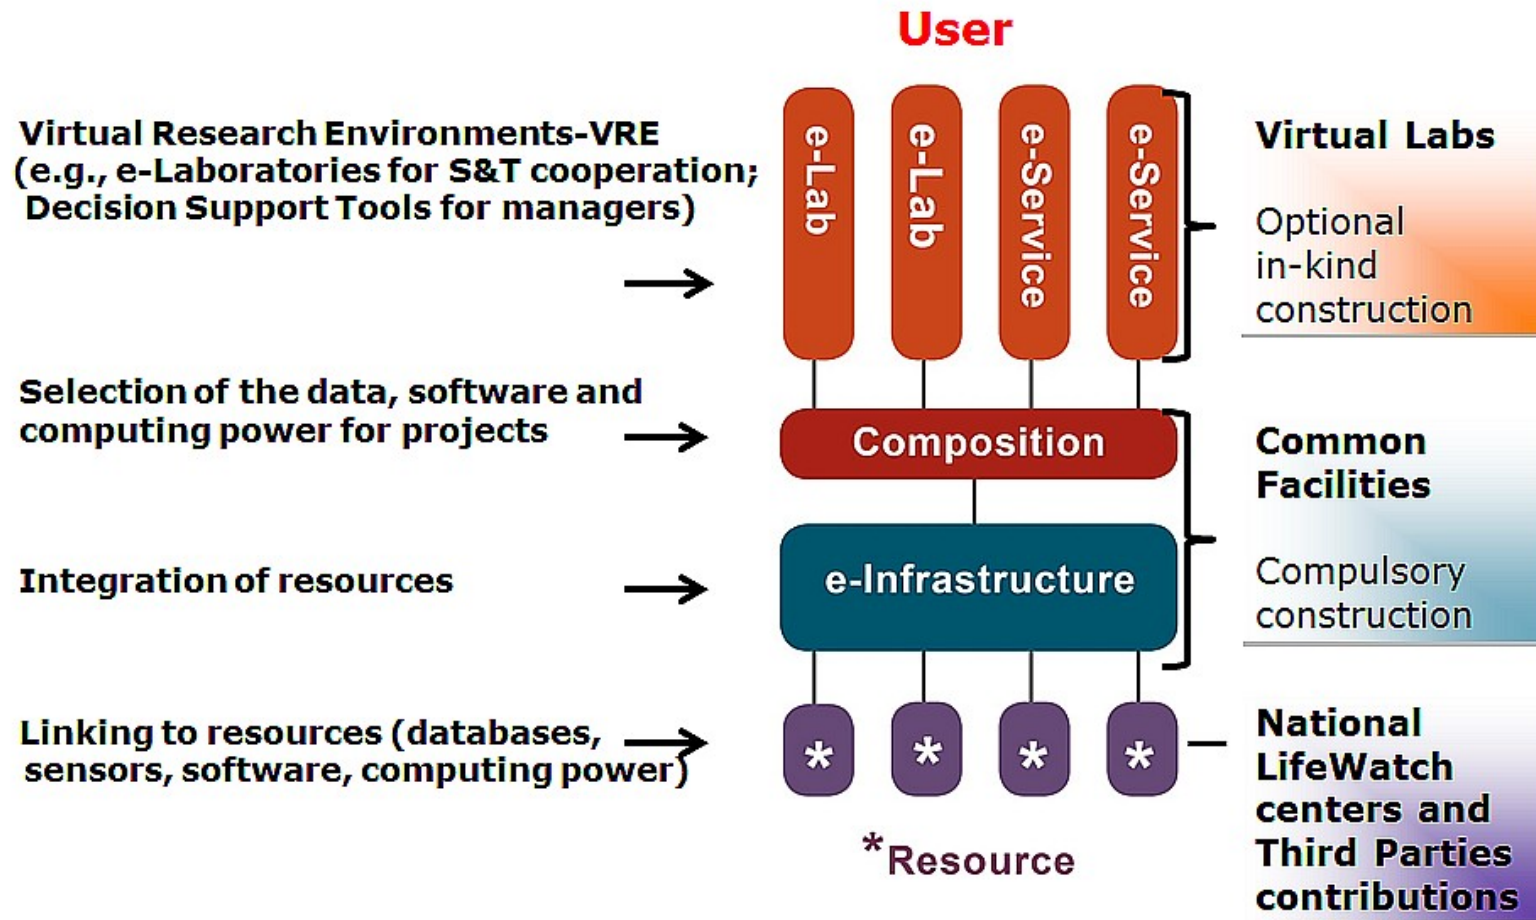 User
Virtual Research Environments-VRE
(e.g., e-Laboratories for S&T cooperation;
Decision Support Tools for managers)
e-Lab
e-Lab
e-Service
e-Service
Virtual Labs
Optional
in-kind
construction
Selection of the data, software and
computing power for projects
Composition
Common
Facilities
Integration of resources
e-Infrastructure
Compulsory
construction
Linking to resources (databases,
sensors, software, computing power)
*
*
*
*
National
LifeWatch
centers and
Third Parties
contributions
*Resource